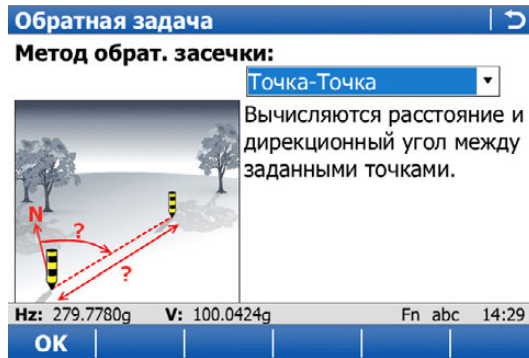 Обратная задача
Метод обрат. засечки:
Точка-Точка
Вычисляются расстояние и
дирекционный угол между
заданными точками.
N
?
?
Hz: 279.7780g V: 100.0424g Fn abc 14:29
OK